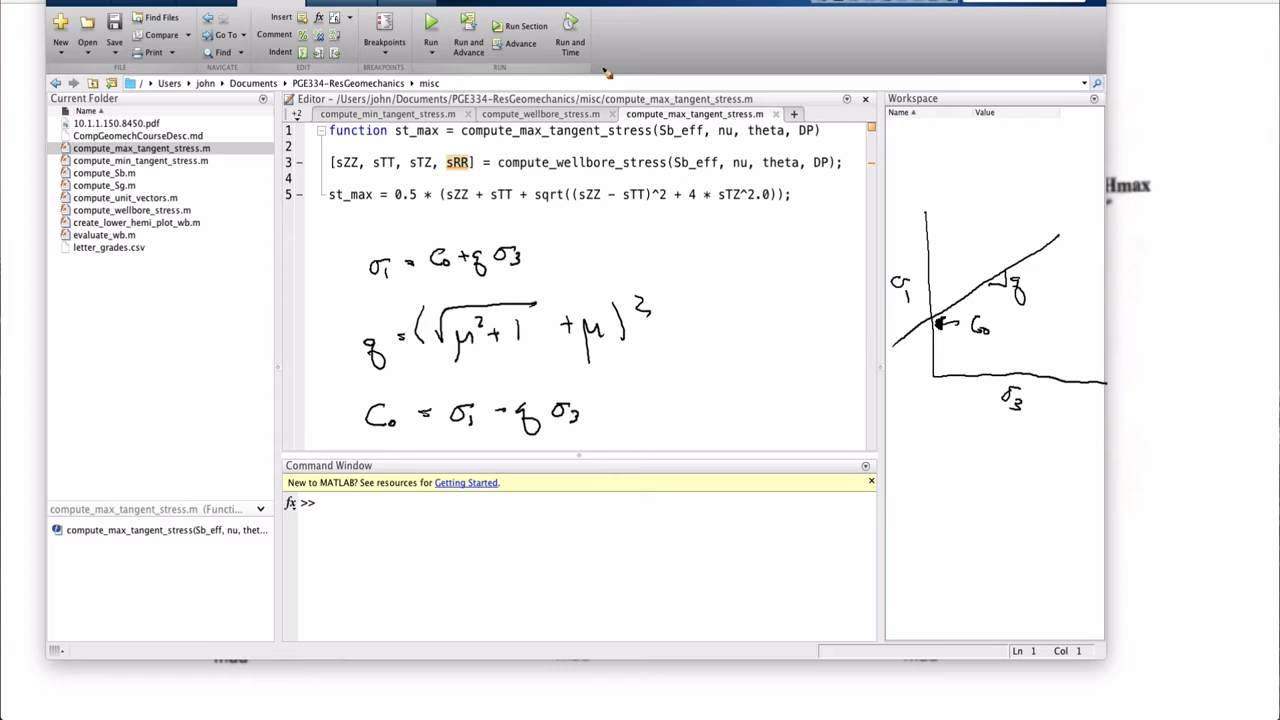 Find Files
Insert
fx
Compare
Go To
Comment
Run Section
New
Open
Save
Breakpoints
Run
Run and
Advance
Advance
Run and
Time
Print
Find
Indent
FILE
NAVIGATE
EDIT
BREAKPOINTS
RUN
/ ▸ Users ▸ john ▸ Documents ▸ PGE334-ResGeomechanics ▸ misc
Current Folder
Name
10.1.1.150.8450.pdf
CompGeomechCourseDesc.md
compute_max_tangent_stress.m
compute_min_tangent_stress.m
compute_Sb.m
compute_Sg.m
compute_unit_vectors.m
compute_wellbore_stress.m
create_lower_hemi_plot_wb.m
evaluate_wb.m
letter_grades.csv
compute_max_tangent_stress.m (Functi...
compute_max_tangent_stress(Sb_eff, nu, thet...
Editor - /Users/john/Documents/PGE334-ResGeomechanics/misc/compute_max_tangent_stress.m
+2
compute_min_tangent_stress.m
compute_wellbore_stress.m
compute_max_tangent_stress.m
1 function st_max = compute_max_tangent_stress(Sb_eff, nu, theta, DP)
2
3 [sZZ, sTT, sTZ, sRR] = compute_wellbore_stress(Sb_eff, nu, theta, DP);
4
5 st_max = 0.5 * (sZZ + sTT + sqrt((sZZ - sTT)^2 + 4 * sTZ^2.0));
σ₁ = C₀ + q σ₃
q = (√μ²+1 + μ)²
C₀ = σ₁ - q σ₃
Command Window
New to MATLAB? See resources for Getting Started.
fx >>
Workspace
Name
Value
Hmax
σ₁
q
C₀
σ₃
Ln 1 Col 1